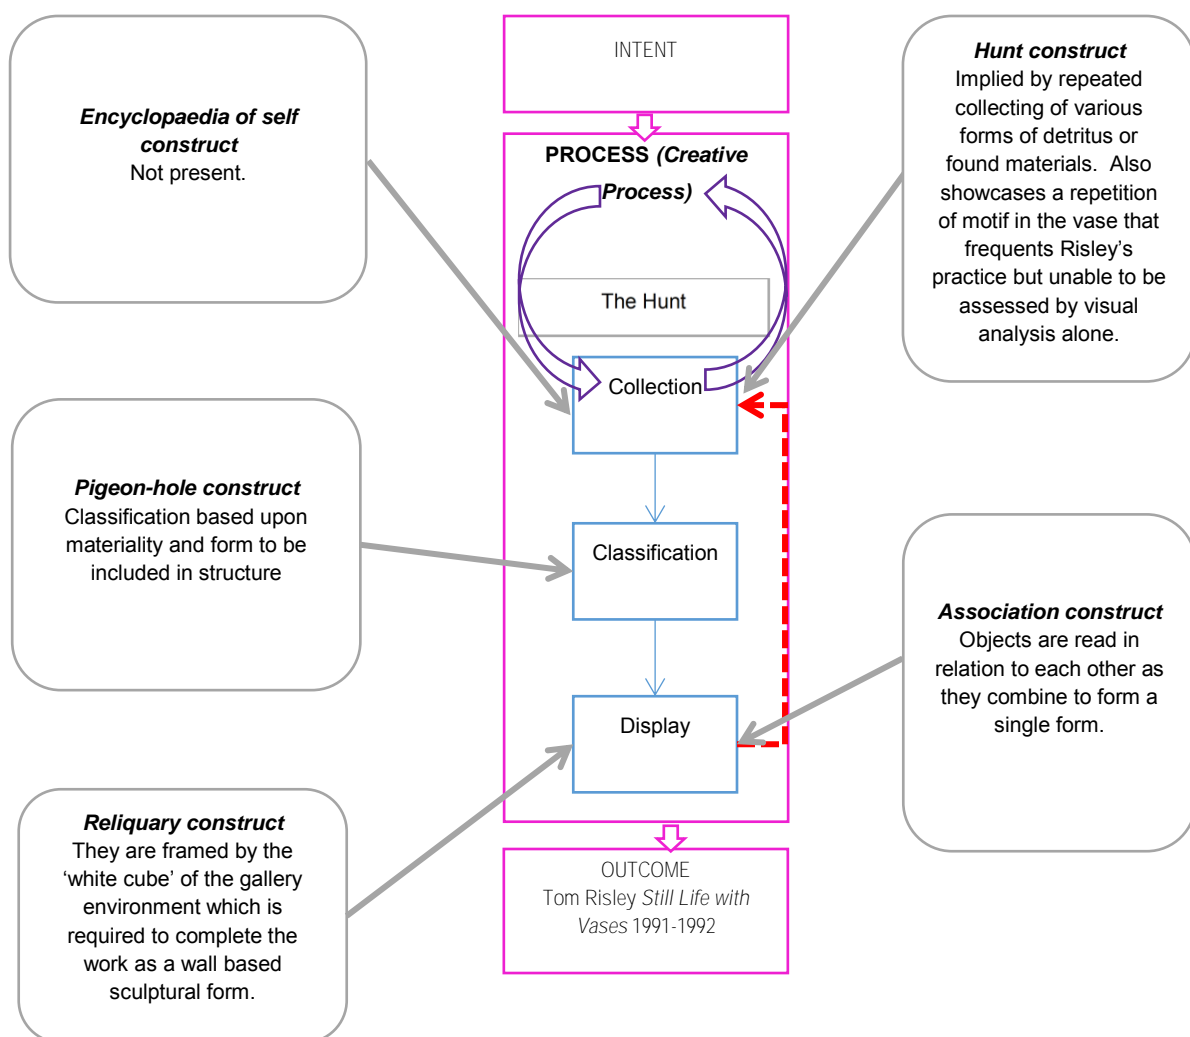 INTENT
PROCESS (Creative
Process)
The Hunt
Collection
Classification
Display
OUTCOME
Tom Risley Still Life with
Vases 1991-1992
Encyclopaedia of self
construct
Not present.
Pigeon-hole construct
Classification based upon
materiality and form to be
included in structure
Reliquary construct
They are framed by the
‘white cube’ of the gallery
environment which is
required to complete the
work as a wall based
sculptural form.
Hunt construct
Implied by repeated
collecting of various
forms of detritus or
found materials.  Also
showcases a repetition
of motif in the vase that
frequents Risley’s
practice but unable to be
assessed by visual
analysis alone.
Association construct
Objects are read in
relation to each other as
they combine to form a
single form.